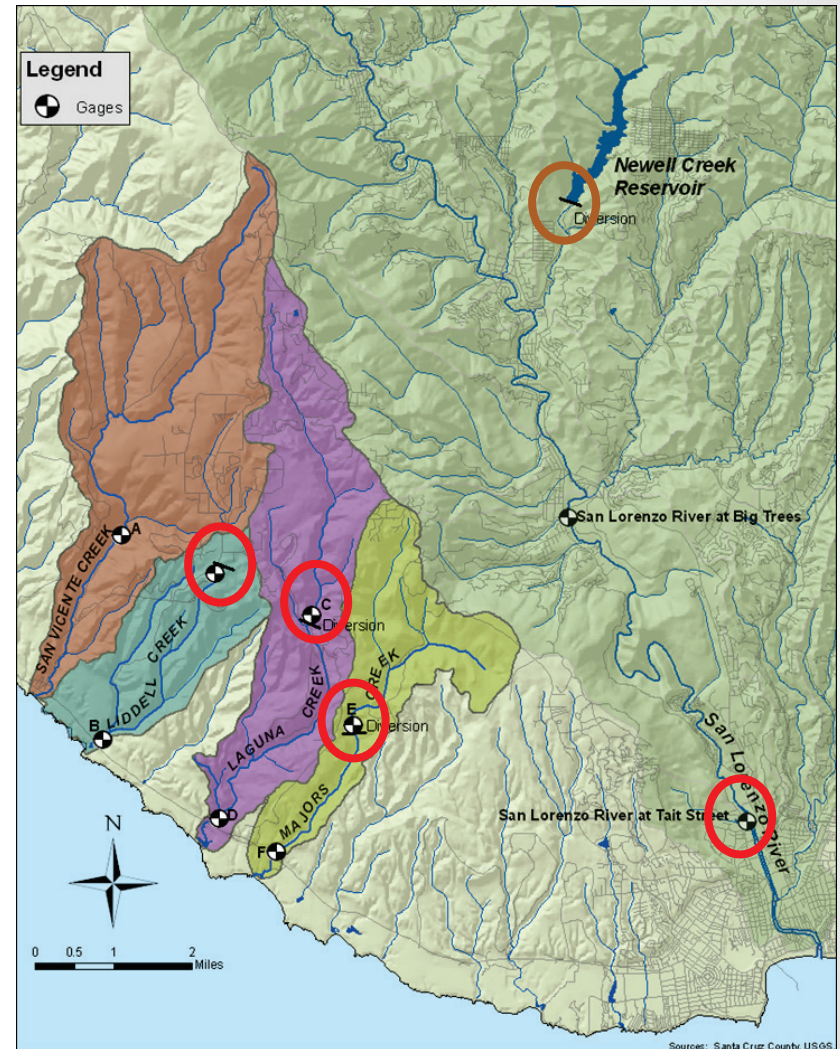 Legend
Gages
Newell Creek
Reservoir
Diversion
San Lorenzo River at Big Trees
A
SAN VICENTE CREEK
C
Diversion
LIDDELL CREEK
B
LAGUNA CREEK
E
Diversion
MAJORS CREEK
D
F
San Lorenzo River
San Lorenzo River at Tait Street
N
0 0.5 1 2
Miles
Sources: Santa Cruz County, USGS